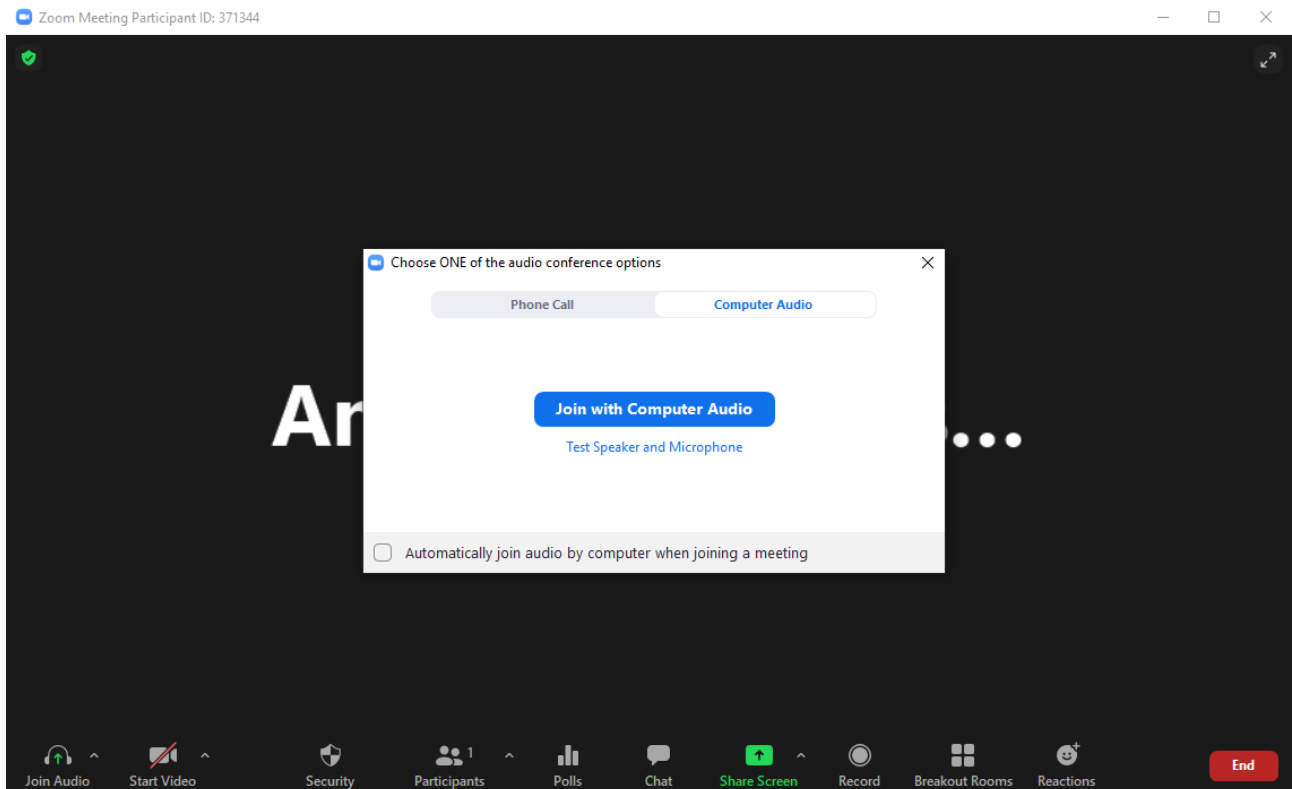 Zoom Meeting Participant ID: 371344
Choose ONE of the audio conference options
Phone Call Computer Audio
Join with Computer Audio
Test Speaker and Microphone
Automatically join audio by computer when joining a meeting
1
Join Audio Start Video Security Participants Polls Chat Share Screen Record Breakout Rooms Reactions End